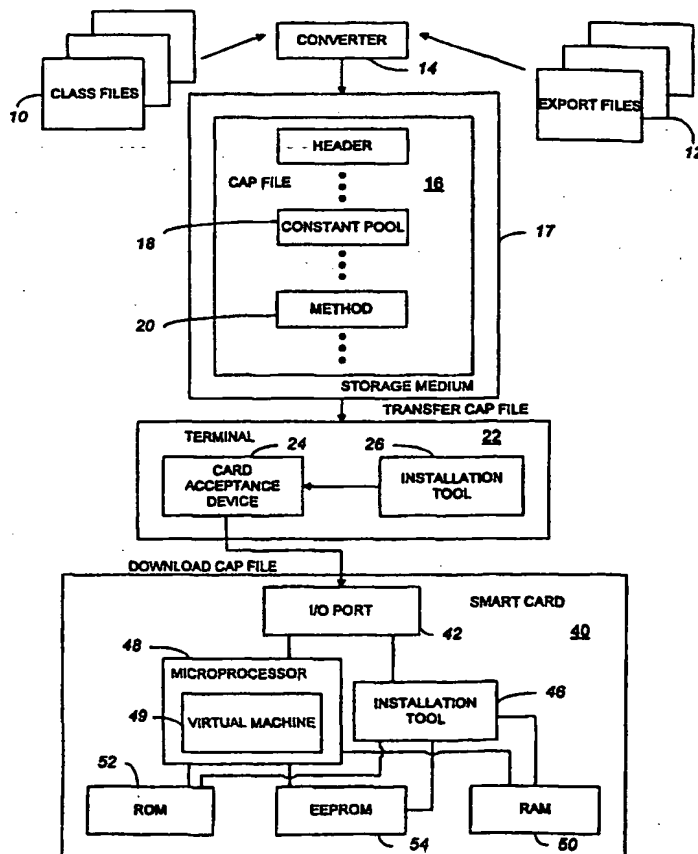 CONVERTER
14
CLASS FILES
10
EXPORT FILES
12
HEADER
CAP FILE
16
CONSTANT POOL
18
17
METHOD
20
STORAGE MEDIUM
TRANSFER CAP FILE
TERMINAL
24
26
22
CARD
ACCEPTANCE
DEVICE
INSTALLATION
TOOL
DOWNLOAD CAP FILE
I/O PORT
SMART CARD
42
40
48
MICROPROCESSOR
46
49
VIRTUAL MACHINE
INSTALLATION
TOOL
52
ROM
EEPROM
RAM
54
50